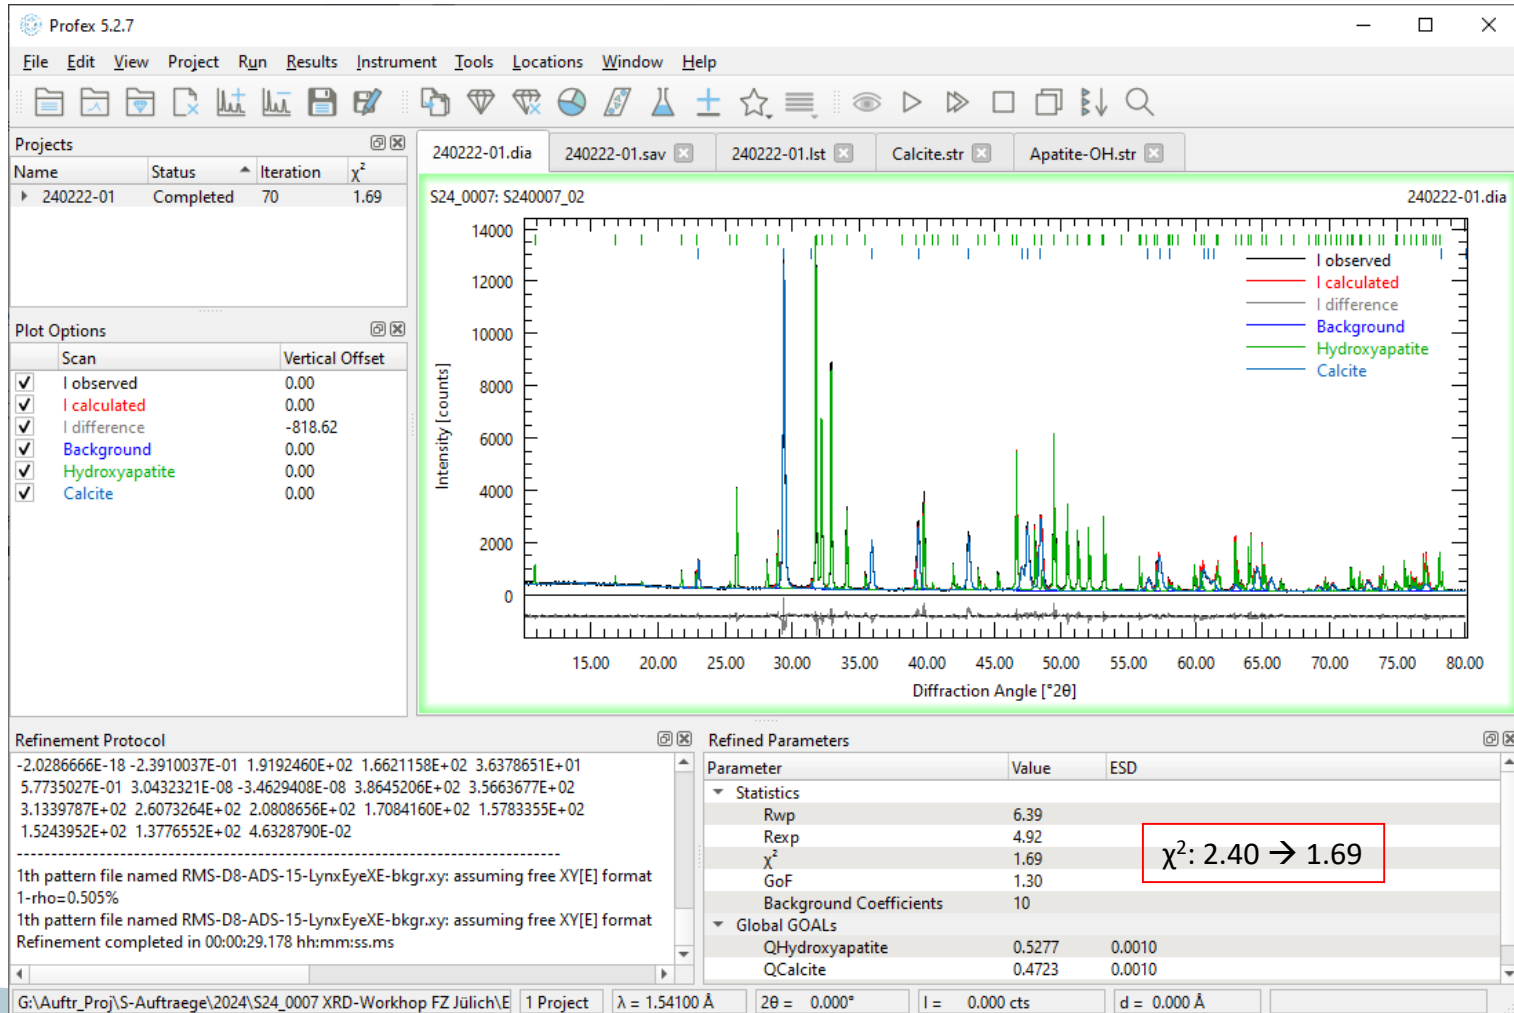 Profex 5.2.7
File Edit View Project Run Results Instrument Tools Locations Window Help
Projects
Name Status Iteration χ²
240222-01 Completed 70 1.69
Plot Options
Scan Vertical Offset
I observed 0.00
I calculated 0.00
I difference -818.62
Background 0.00
Hydroxyapatite 0.00
Calcite 0.00
240222-01.dia 240222-01.sav 240222-01.lst Calcite.str Apatite-OH.str
S24_0007: S240007_02 240222-01.dia
14000
12000
10000
8000
6000
4000
2000
0
Intensity [counts]
I observed
I calculated
I difference
Background
Hydroxyapatite
Calcite
15.00 20.00 25.00 30.00 35.00 40.00 45.00 50.00 55.00 60.00 65.00 70.00 75.00 80.00
Diffraction Angle [°2θ]
Refinement Protocol
-2.0286666E-18 -2.3910037E-01 1.9192460E+02 1.6621158E+02 3.6378651E+01
5.7735027E-01 3.0432321E-08 -3.4629408E-08 3.8645206E+02 3.5663677E+02
3.1339787E+02 2.6073264E+02 2.0808656E+02 1.7084160E+02 1.5783355E+02
1.5243952E+02 1.3776552E+02 4.6328790E-02
--------------------------------------------------------------------------------
1th pattern file named RMS-D8-ADS-15-LynxEyeXE-bkgr.xy: assuming free XY[E] format
1-rho=0.505%
1th pattern file named RMS-D8-ADS-15-LynxEyeXE-bkgr.xy: assuming free XY[E] format
Refinement completed in 00:00:29.178 hh:mm:ss.ms
Refined Parameters
Parameter Value ESD
Statistics
Rwp 6.39
Rexp 4.92
χ² 1.69
GoF 1.30
Background Coefficients 10
Global GOALs
QHydroxyapatite 0.5277 0.0010
QCalcite 0.4723 0.0010
χ²: 2.40 → 1.69
G:\Auftr_Proj\S-Auftraege\2024\S24_0007 XRD-Workhop FZ Jülich\E 1 Project λ = 1.54100 Å 2θ = 0.000° I = 0.000 cts d = 0.000 Å